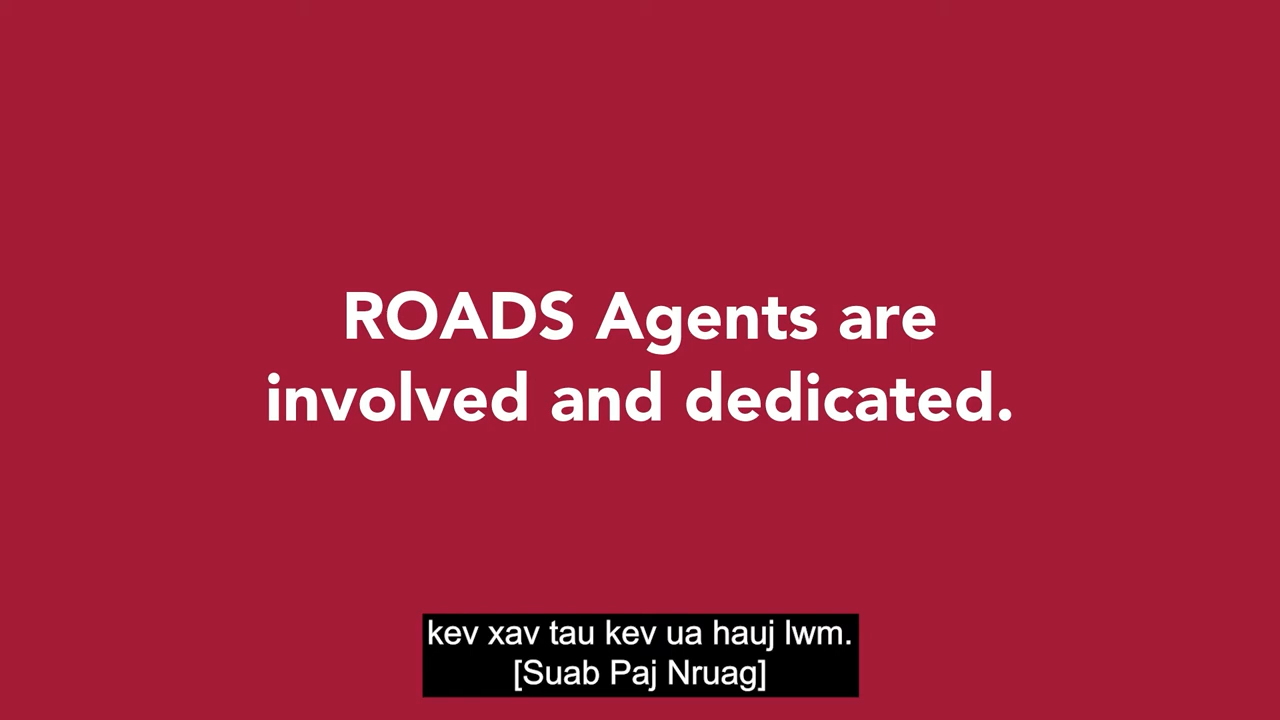 ROADS Agents are
involved and dedicated.
kev xav tau kev ua hauj lwm.
[Suab Paj Nruag]